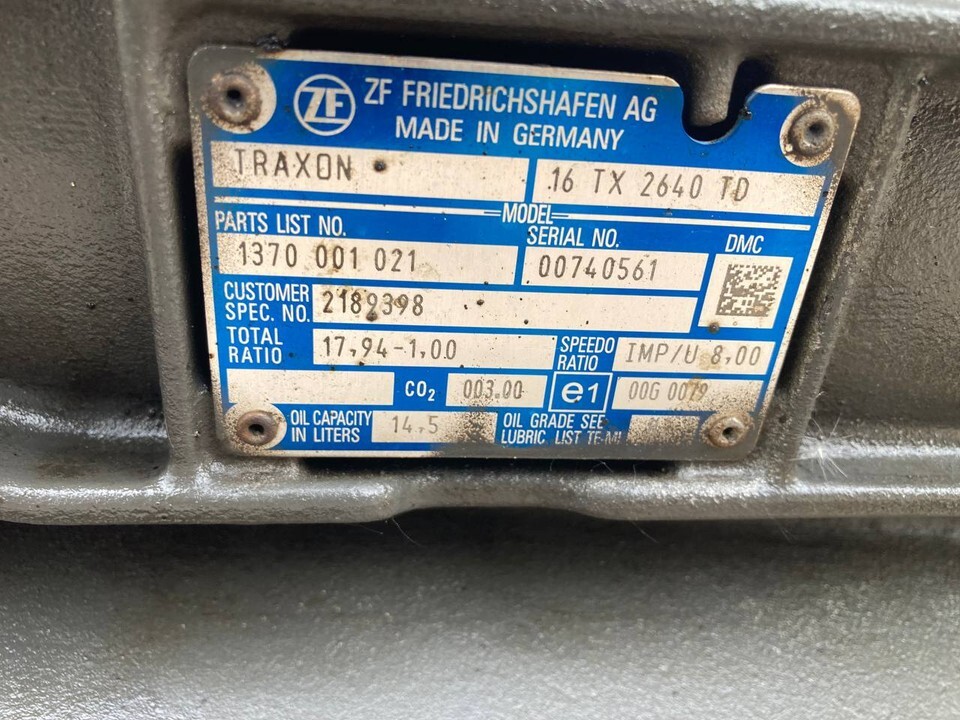 ZF ZF FRIEDRICHSHAFEN AG
MADE IN GERMANY
TRAXON 16 TX 2640 TD
MODEL
PARTS LIST NO. SERIAL NO. DMC
1370 001 021 00740561
CUSTOMER SPEC. NO. 2189398
TOTAL RATIO 17,94-1,00 SPEEDO RATIO IMP/U 8,00
CO2 003.00 e1 00G 0079
OIL CAPACITY IN LITERS 14,5 OIL GRADE SEE LUBRIC. LIST TE-ML